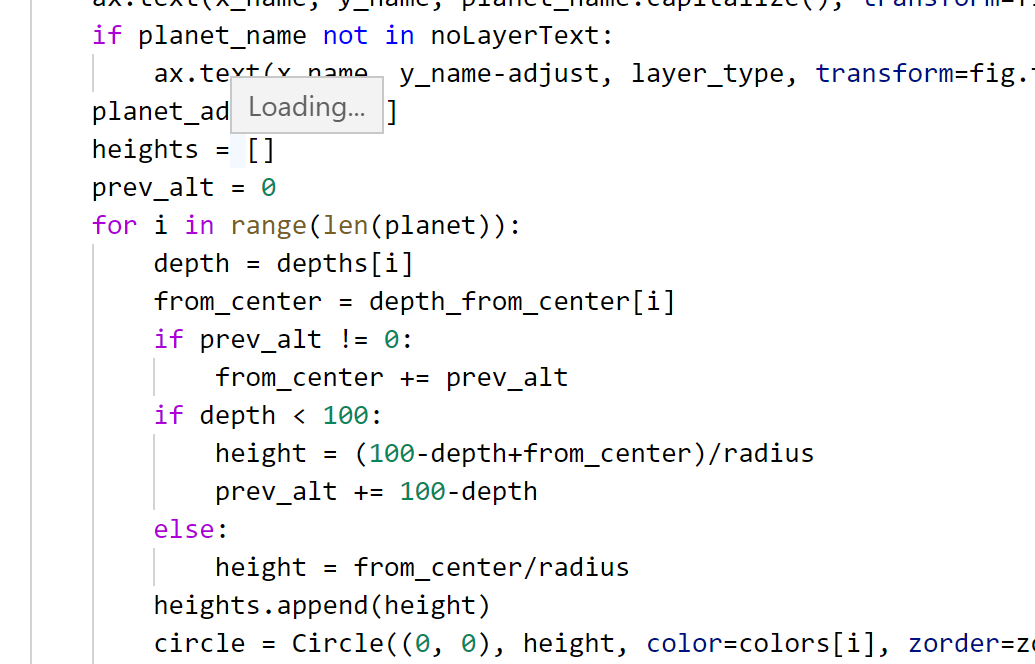 ax.text(x_name, y_name, planet_name.capitalize(), transform=fi
if planet_name not in noLayerText:
ax.text(x_name, y_name-adjust, layer_type, transform=fig.
planet_ad ]
Loading...
heights = []
prev_alt = 0
for i in range(len(planet)):
depth = depths[i]
from_center = depth_from_center[i]
if prev_alt != 0:
from_center += prev_alt
if depth < 100:
height = (100-depth+from_center)/radius
prev_alt += 100-depth
else:
height = from_center/radius
heights.append(height)
circle = Circle((0, 0), height, color=colors[i], zorder=zo